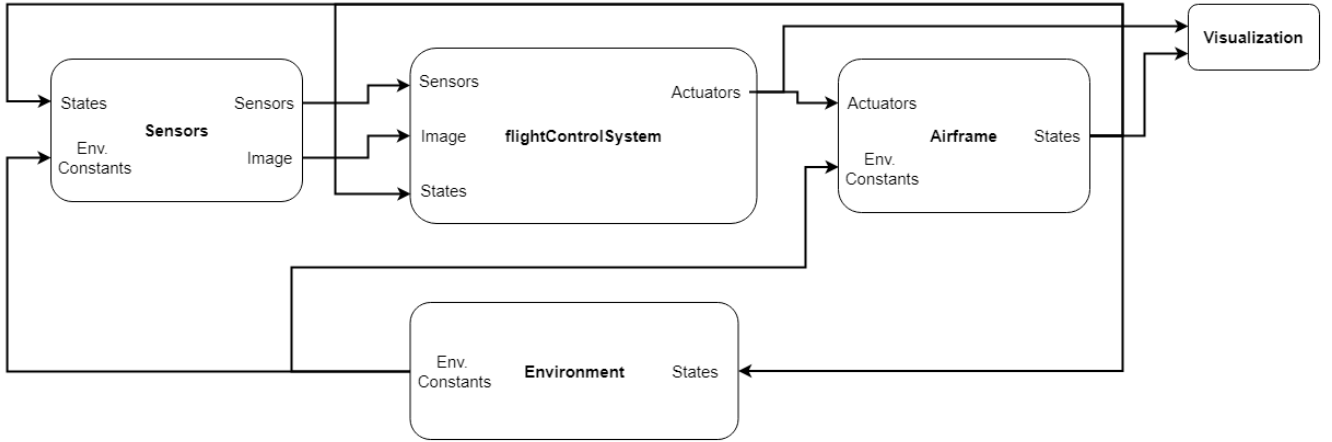 Visualization
States
Env.
Constants
Sensors
Sensors
Image
Sensors
Image
States
flightControlSystem
Actuators
Actuators
Env.
Constants
Airframe
States
Env.
Constants
Environment
States